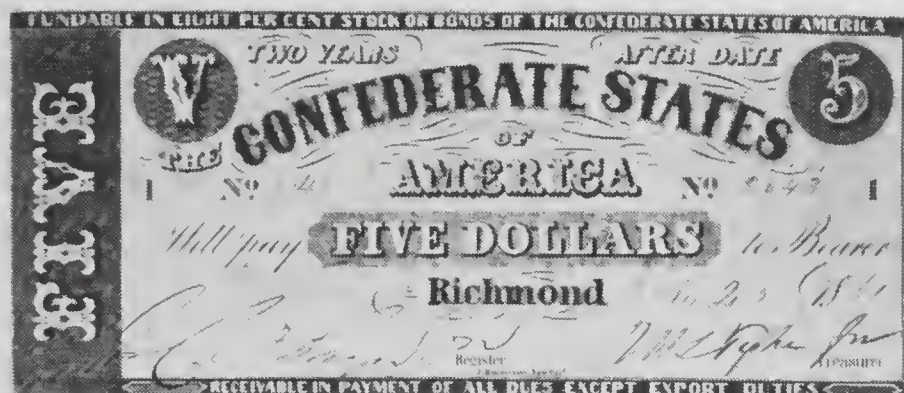 FUNDABLE IN EIGHT PER CENT STOCK OR BONDS OF THE CONFEDERATE STATES OF AMERICA
FIVE
V TWO YEARS AFTER DATE 5
THE CONFEDERATE STATES
OF
1 No AMERICA No 1
Will pay FIVE DOLLARS to Bearer
Richmond
Register Treasurer
RECEIVABLE IN PAYMENT OF ALL DUES EXCEPT EXPORT DUTIES